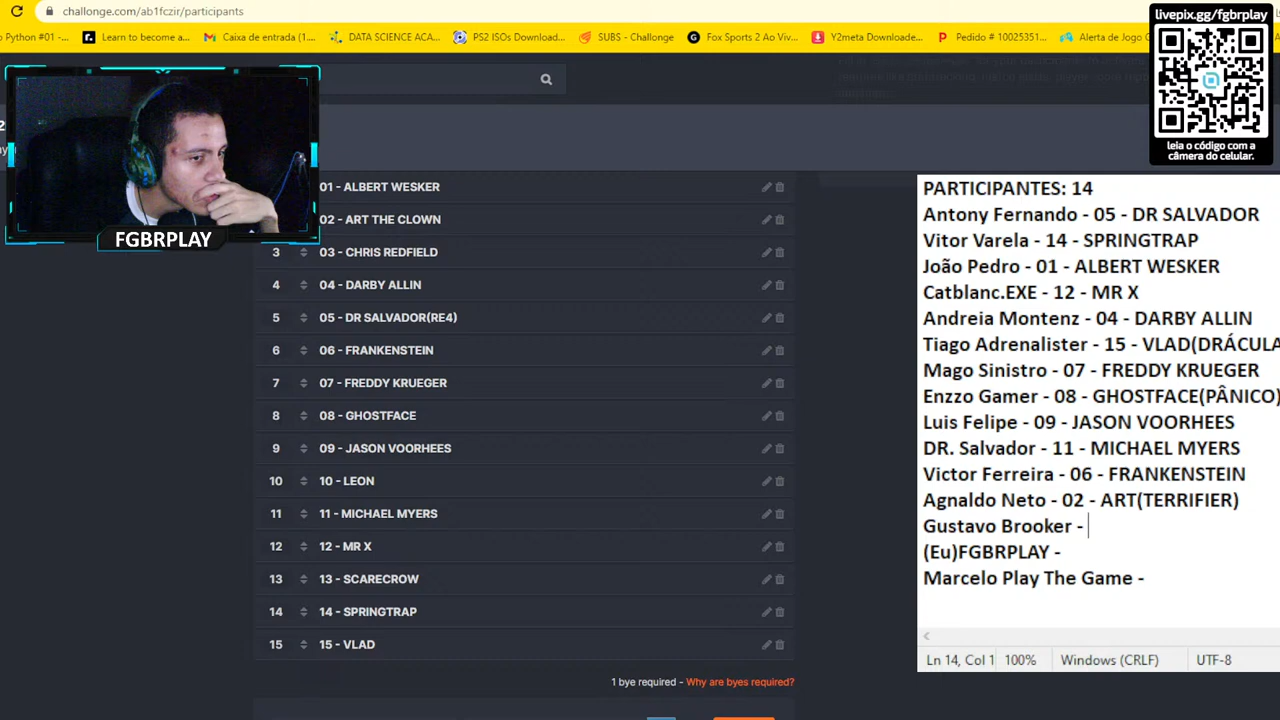 challonge.com/ab1fczir/participants
livepix.gg/fgbrplay
o Python #01 -...
Learn to become a...
Caixa de entrada (1....
DATA SCIENCE ACA...
PS2 ISOs Download...
SUBS - Challonge
Fox Sports 2 Ao Viv...
Y2meta Downloade...
Pedido # 10025351...
Alerta de Jogo G
leia o código com a
câmera do celular.
FGBRPLAY
01 - ALBERT WESKER
02 - ART THE CLOWN
3 03 - CHRIS REDFIELD
4 04 - DARBY ALLIN
5 05 - DR SALVADOR(RE4)
6 06 - FRANKENSTEIN
7 07 - FREDDY KRUEGER
8 08 - GHOSTFACE
9 09 - JASON VOORHEES
10 10 - LEON
11 11 - MICHAEL MYERS
12 12 - MR X
13 13 - SCARECROW
14 14 - SPRINGTRAP
15 15 - VLAD
1 bye required - Why are byes required?
PARTICIPANTES: 14
Antony Fernando - 05 - DR SALVADOR
Vitor Varela - 14 - SPRINGTRAP
João Pedro - 01 - ALBERT WESKER
Catblanc.EXE - 12 - MR X
Andreia Montenz - 04 - DARBY ALLIN
Tiago Adrenalister - 15 - VLAD(DRÁCULA
Mago Sinistro - 07 - FREDDY KRUEGER
Enzzo Gamer - 08 - GHOSTFACE(PÂNICO)
Luis Felipe - 09 - JASON VOORHEES
DR. Salvador - 11 - MICHAEL MYERS
Victor Ferreira - 06 - FRANKENSTEIN
Agnaldo Neto - 02 - ART(TERRIFIER)
Gustavo Brooker -
(Eu)FGBRPLAY -
Marcelo Play The Game -
Ln 14, Col 1 100% Windows (CRLF) UTF-8